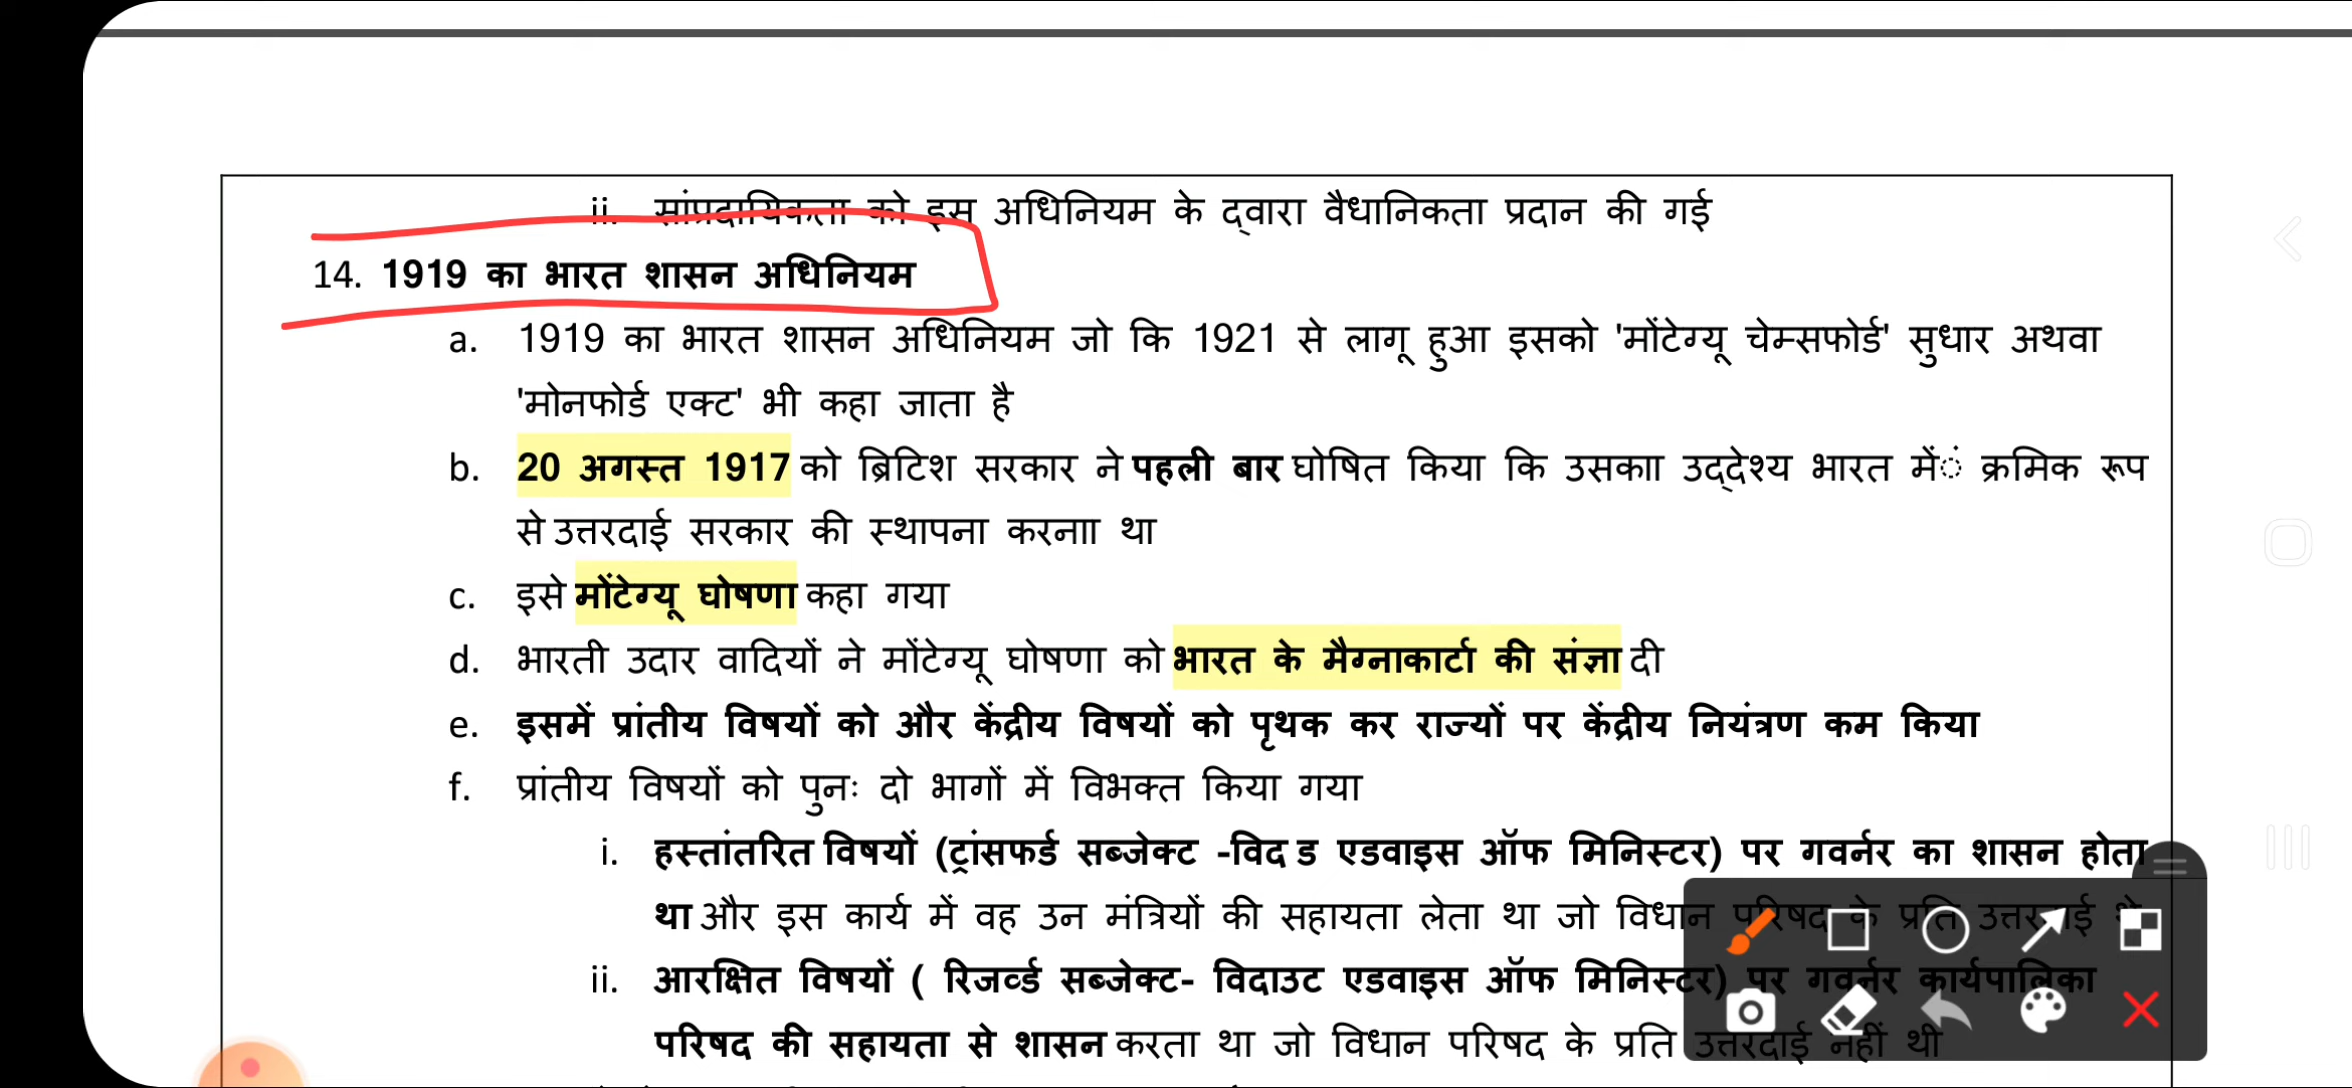 ii. सांप्रदायिकता को इस अधिनियम के द्वारा वैधानिकता प्रदान की गई
14. 1919 का भारत शासन अधिनियम
a. 1919 का भारत शासन अधिनियम जो कि 1921 से लागू हुआ इसको 'मोंटेग्यू चेम्सफोर्ड' सुधार अथवा
'मोनफोर्ड एक्ट' भी कहा जाता है
b. 20 अगस्त 1917 को ब्रिटिश सरकार ने पहली बार घोषित किया कि उसकाा उद्देश्य भारत मेंं क्रमिक रूप
से उत्तरदाई सरकार की स्थापना करनाा था
c. इसे मोंटेग्यू घोषणा कहा गया
d. भारती उदार वादियों ने मोंटेग्यू घोषणा को भारत के मैग्नाकार्टा की संज्ञा दी
e. इसमें प्रांतीय विषयों को और केंद्रीय विषयों को पृथक कर राज्यों पर केंद्रीय नियंत्रण कम किया
f. प्रांतीय विषयों को पुनः दो भागों में विभक्त किया गया
i. हस्तांतरित विषयों (ट्रांसफर्ड सब्जेक्ट -विद ड एडवाइस ऑफ मिनिस्टर) पर गवर्नर का शासन होता
था और इस कार्य में वह उन मंत्रियों की सहायता लेता था जो विधान परिषद के प्रति उत्तरदाई थे
ii. आरक्षित विषयों ( रिजर्व्ड सब्जेक्ट- विदाउट एडवाइस ऑफ मिनिस्टर) पर गवर्नर कार्यपालिका
परिषद की सहायता से शासन करता था जो विधान परिषद के प्रति उत्तरदाई नहीं थी